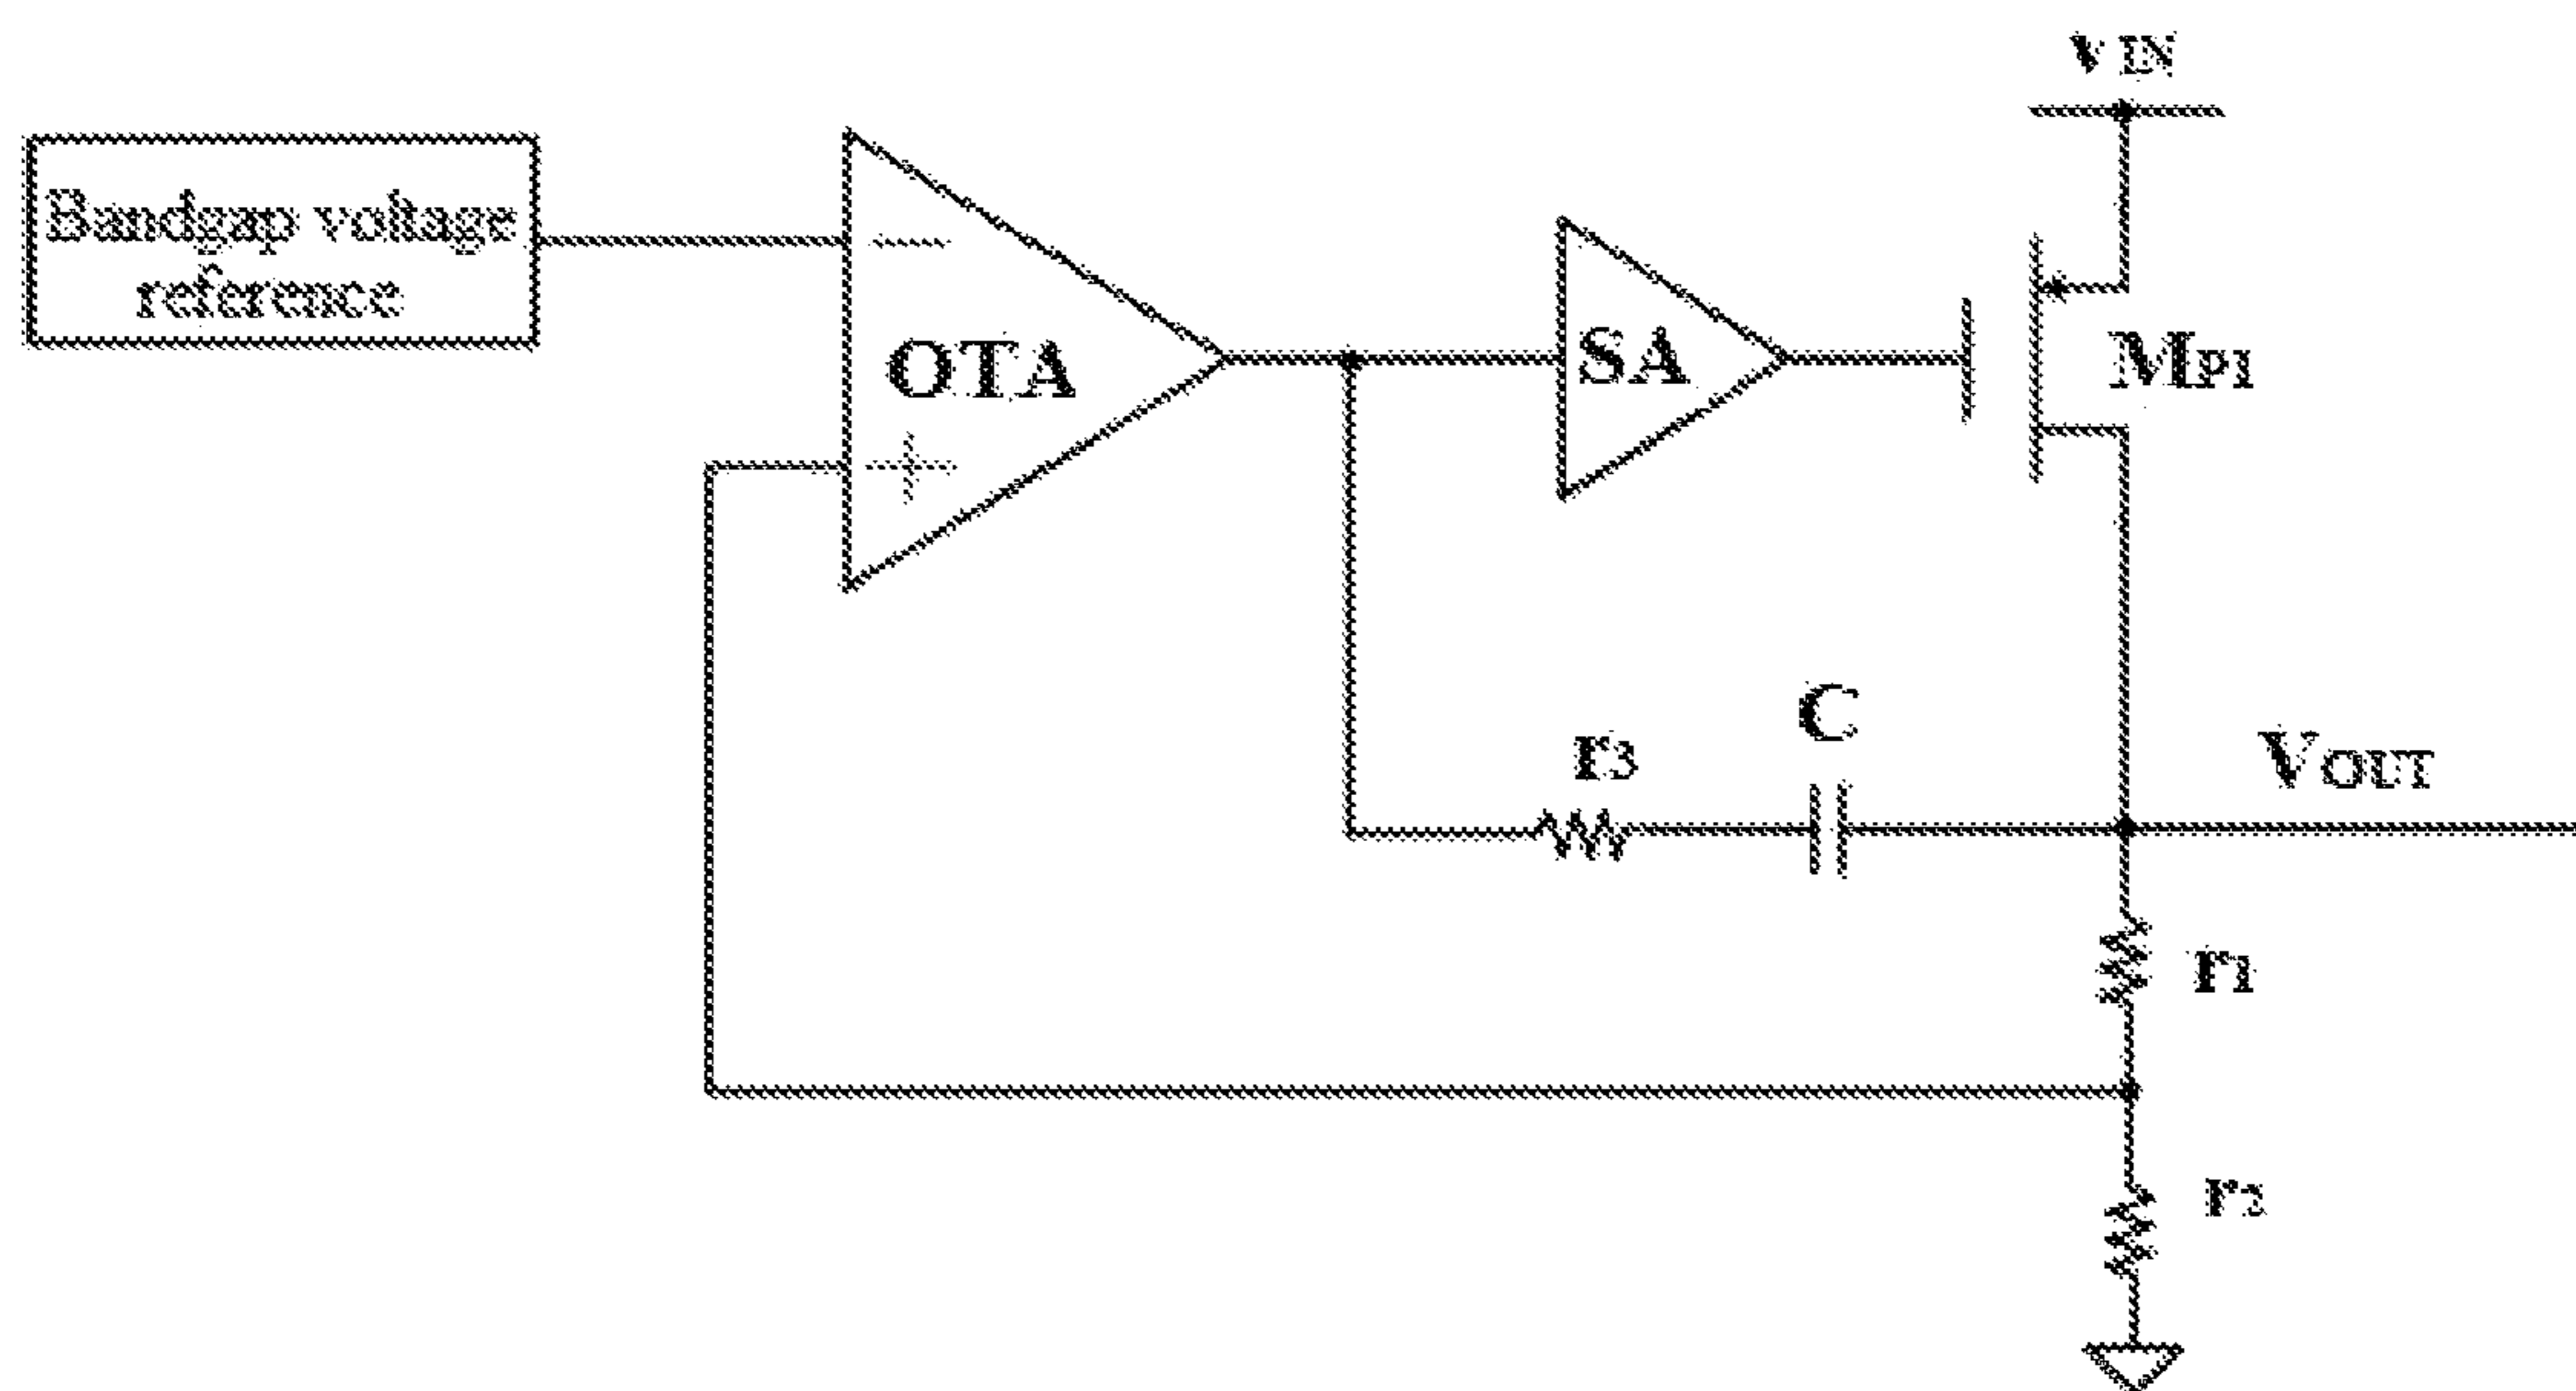 VIN
Bandgap voltage
reference
−
OTA
+
SA
MP1
C
r3
VOUT
r1
r2